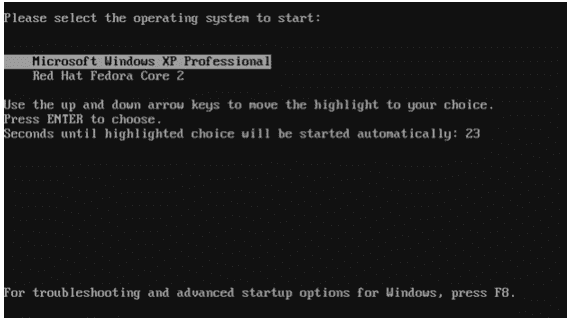 Please select the operating system to start:
Microsoft Windows XP Professional
Red Hat Fedora Core 2
Use the up and down arrow keys to move the highlight to your choice.
Press ENTER to choose.
Seconds until highlighted choice will be started automatically: 23
For troubleshooting and advanced startup options for Windows, press F8.